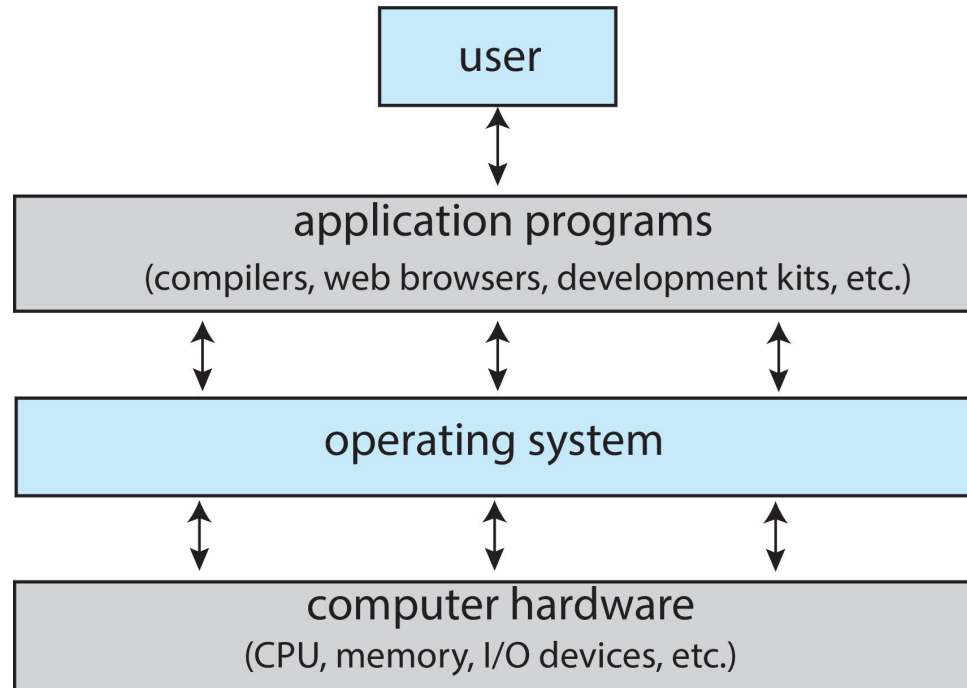 user
application programs
(compilers, web browsers, development kits, etc.)
operating system
computer hardware
(CPU, memory, I/O devices, etc.)